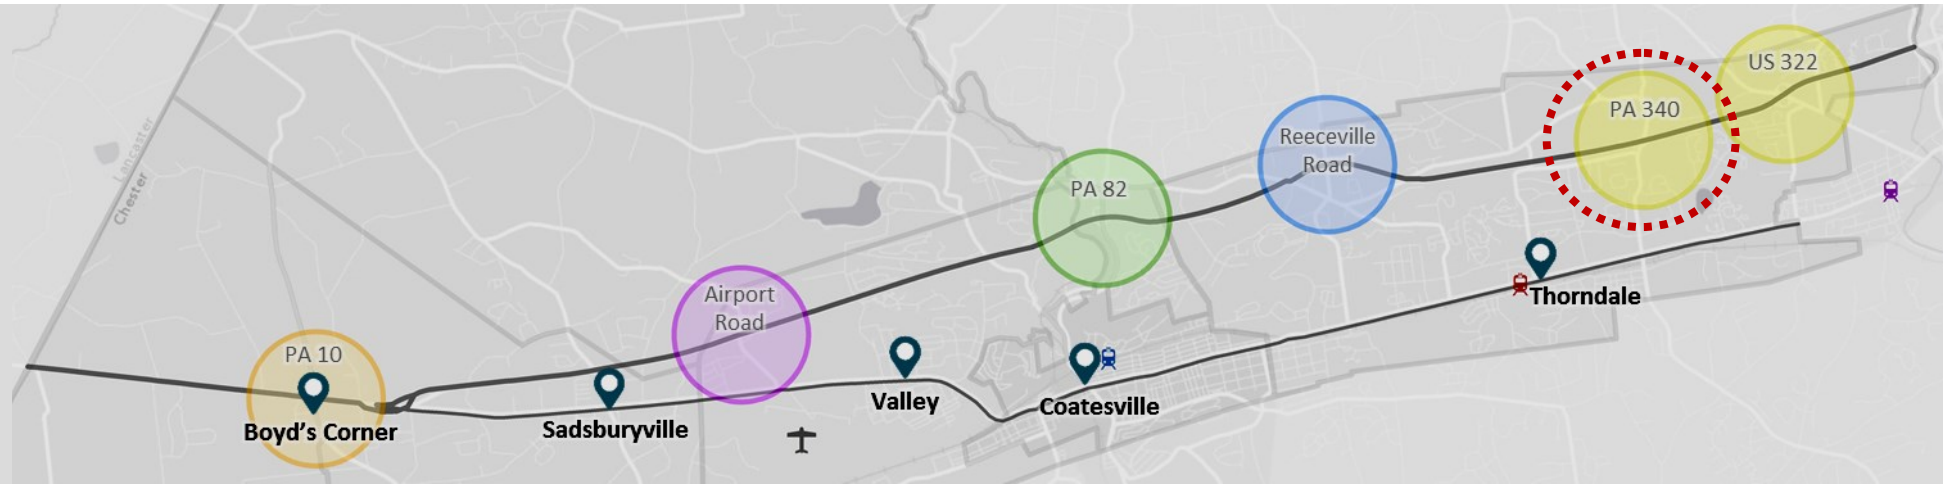 US 322
PA 340
Reeceville
Road
PA 82
Airport
Road
PA 10
Lancaster
Chester
Thorndale
Valley
Coatesville
Boyd's Corner
Sadsburyville